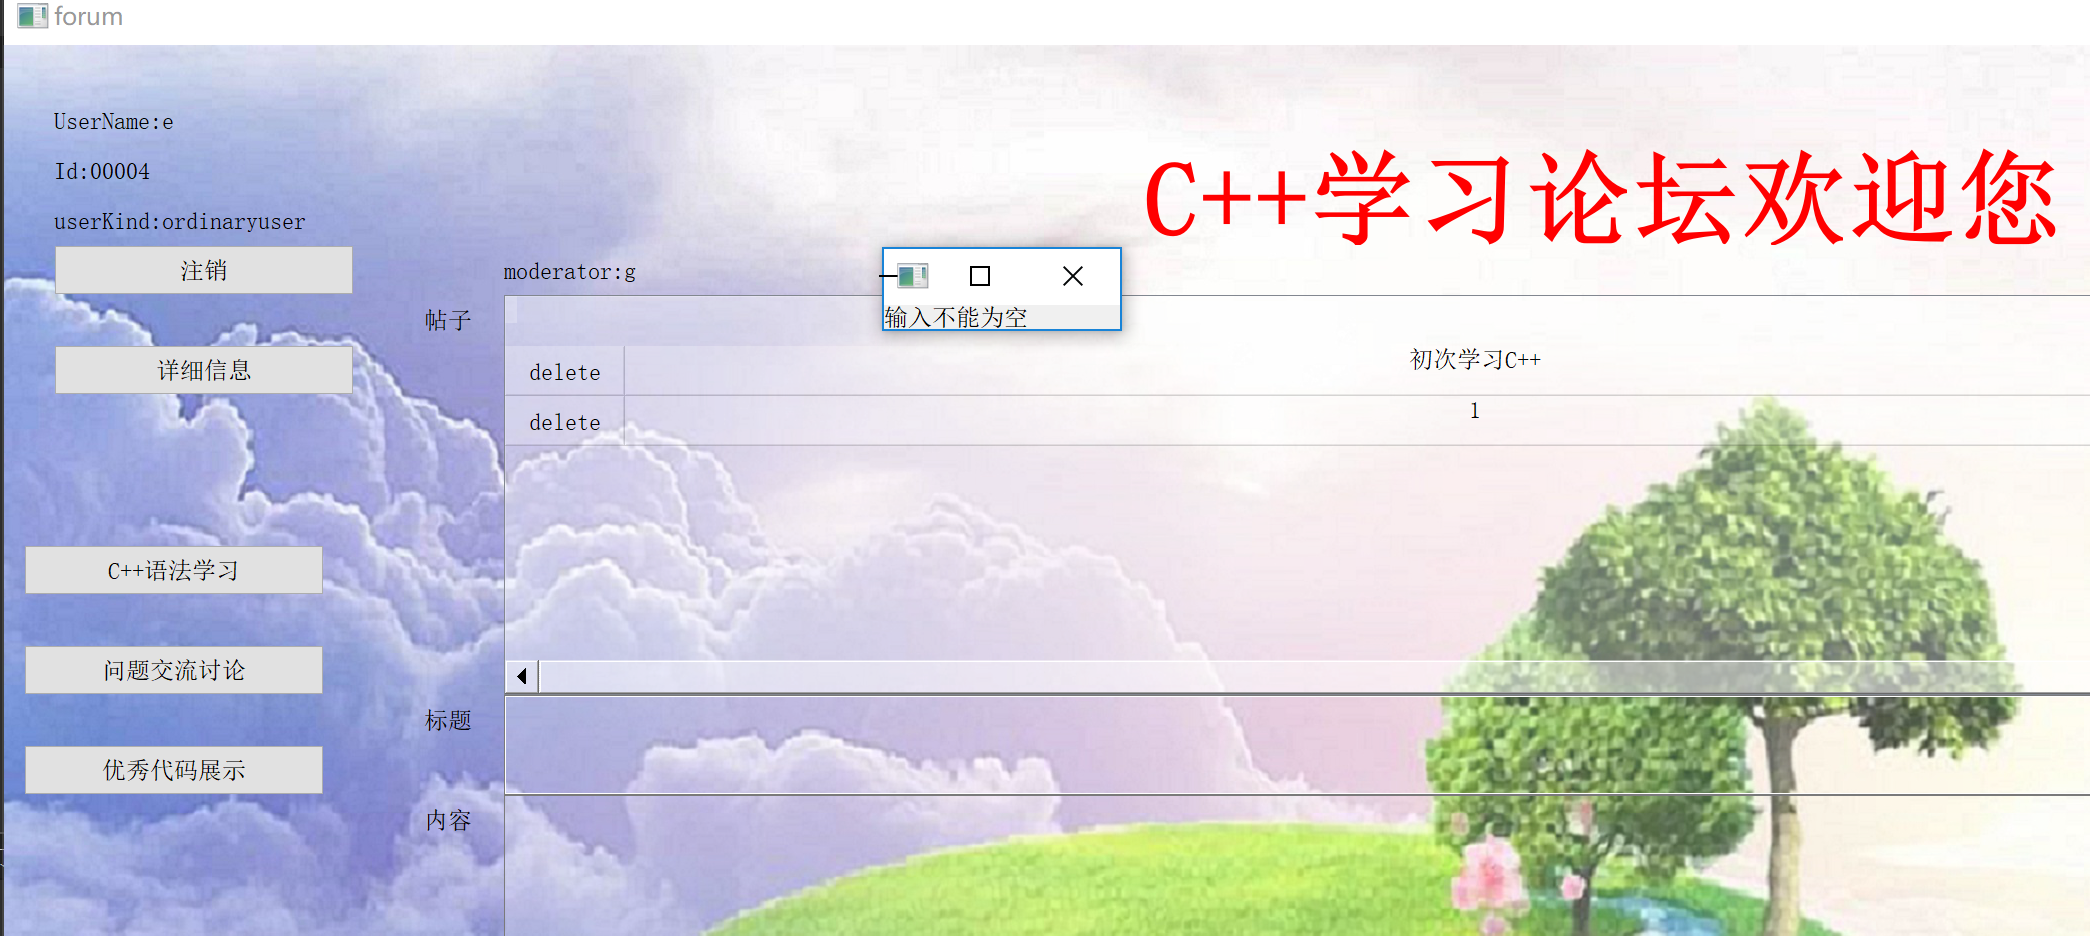 forum
UserName:e
Id:00004
userKind:ordinaryuser
C++学习论坛欢迎您
注销
moderator:g
输入不能为空
帖子
详细信息
delete
初次学习C++
delete
1
C++语法学习
问题交流讨论
标题
优秀代码展示
内容